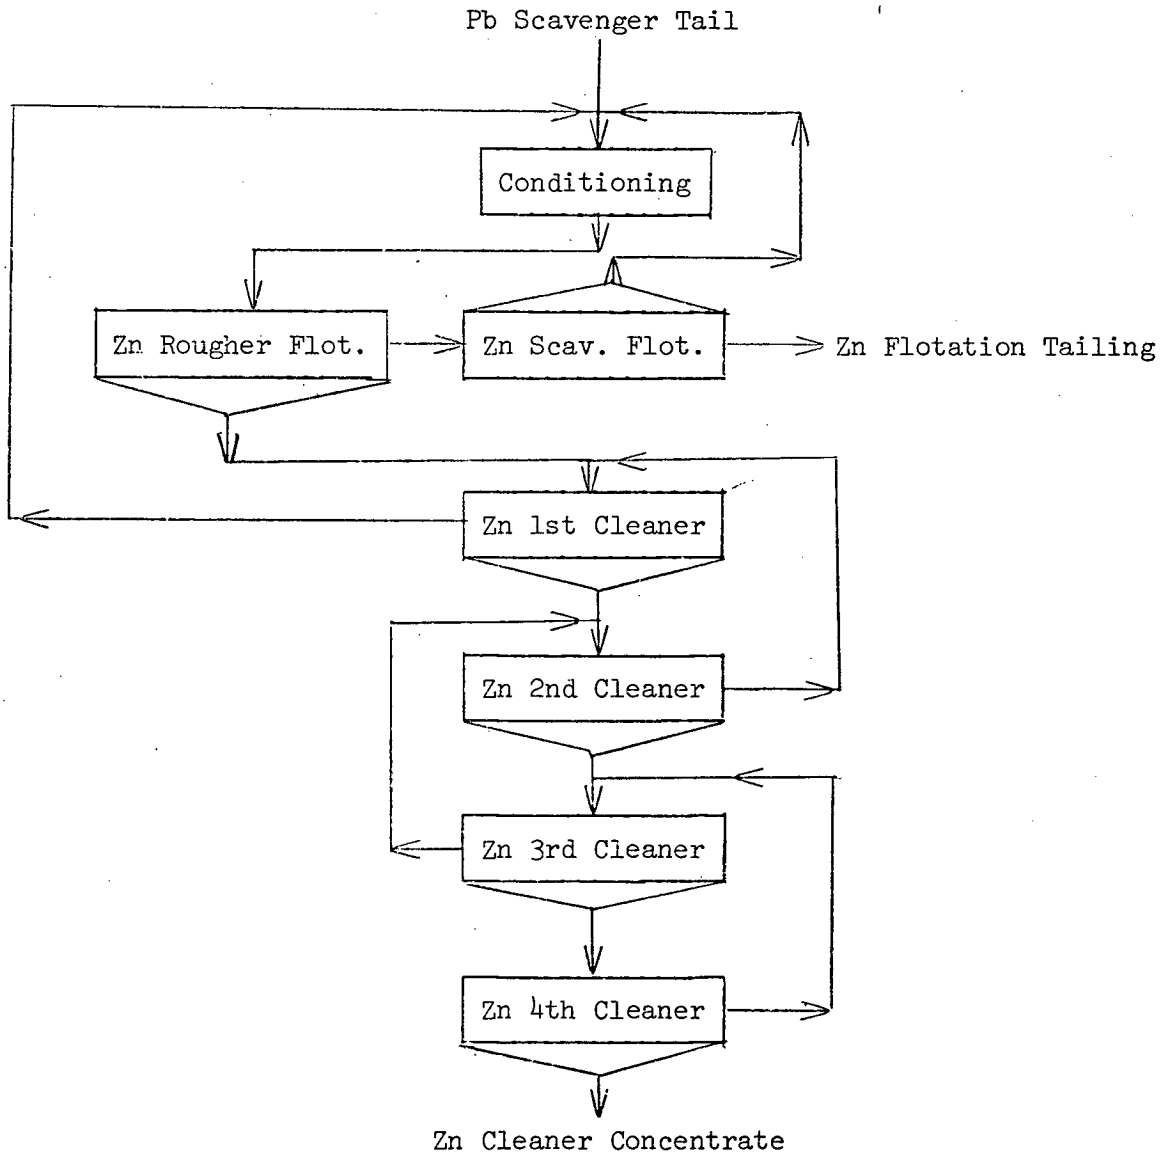 Pb Scavenger Tail
Conditioning
Zn Rougher Flot.
Zn Scav. Flot.
Zn Flotation Tailing
Zn 1st Cleaner
Zn 2nd Cleaner
Zn 3rd Cleaner
Zn 4th Cleaner
Zn Cleaner Concentrate